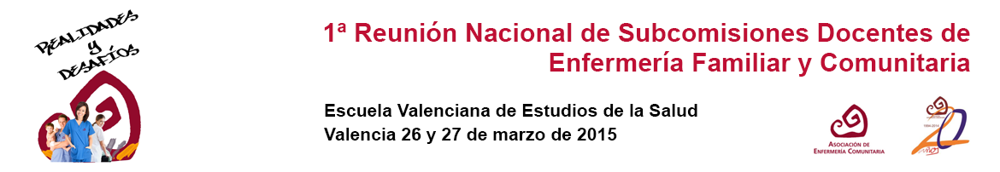 REALIDADES
y
DESAFÍOS
1ª Reunión Nacional de Subcomisiones Docentes de
Enfermería Familiar y Comunitaria
Escuela Valenciana de Estudios de la Salud
Valencia 26 y 27 de marzo de 2015
ASOCIACIÓN DE
ENFERMERÍA COMUNITARIA
1994-2014
20
años